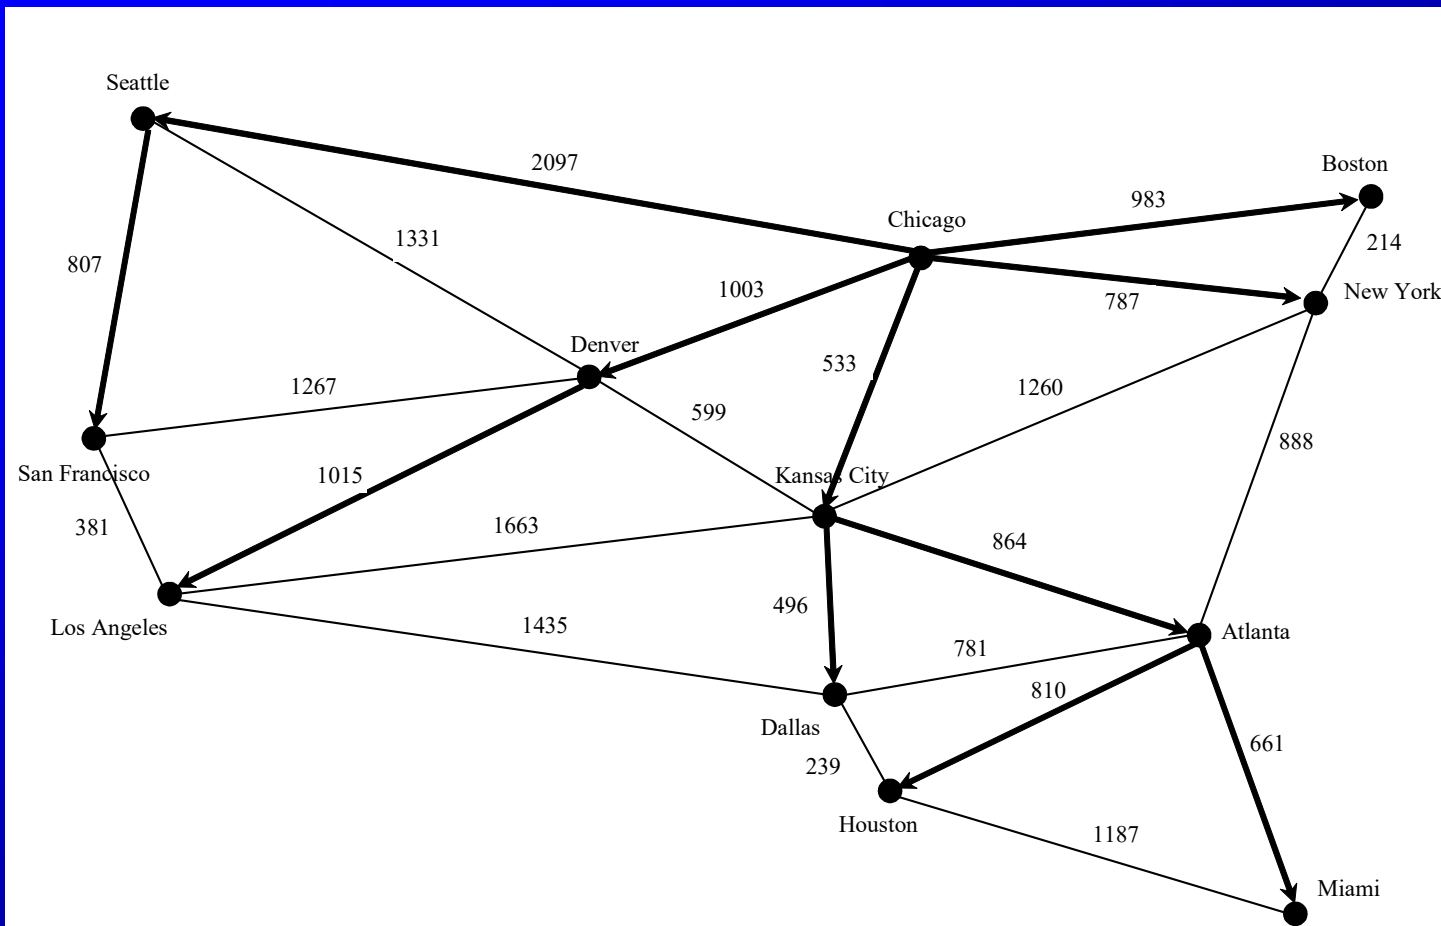 Seattle
2097
Boston
983
Chicago
1331
214
807
1003
787
New York
Denver
533
1267
1260
599
888
San Francisco
1015
Kansas City
381
1663
864
496
1435
Los Angeles
781
Atlanta
810
Dallas
661
239
Houston
1187
Miami